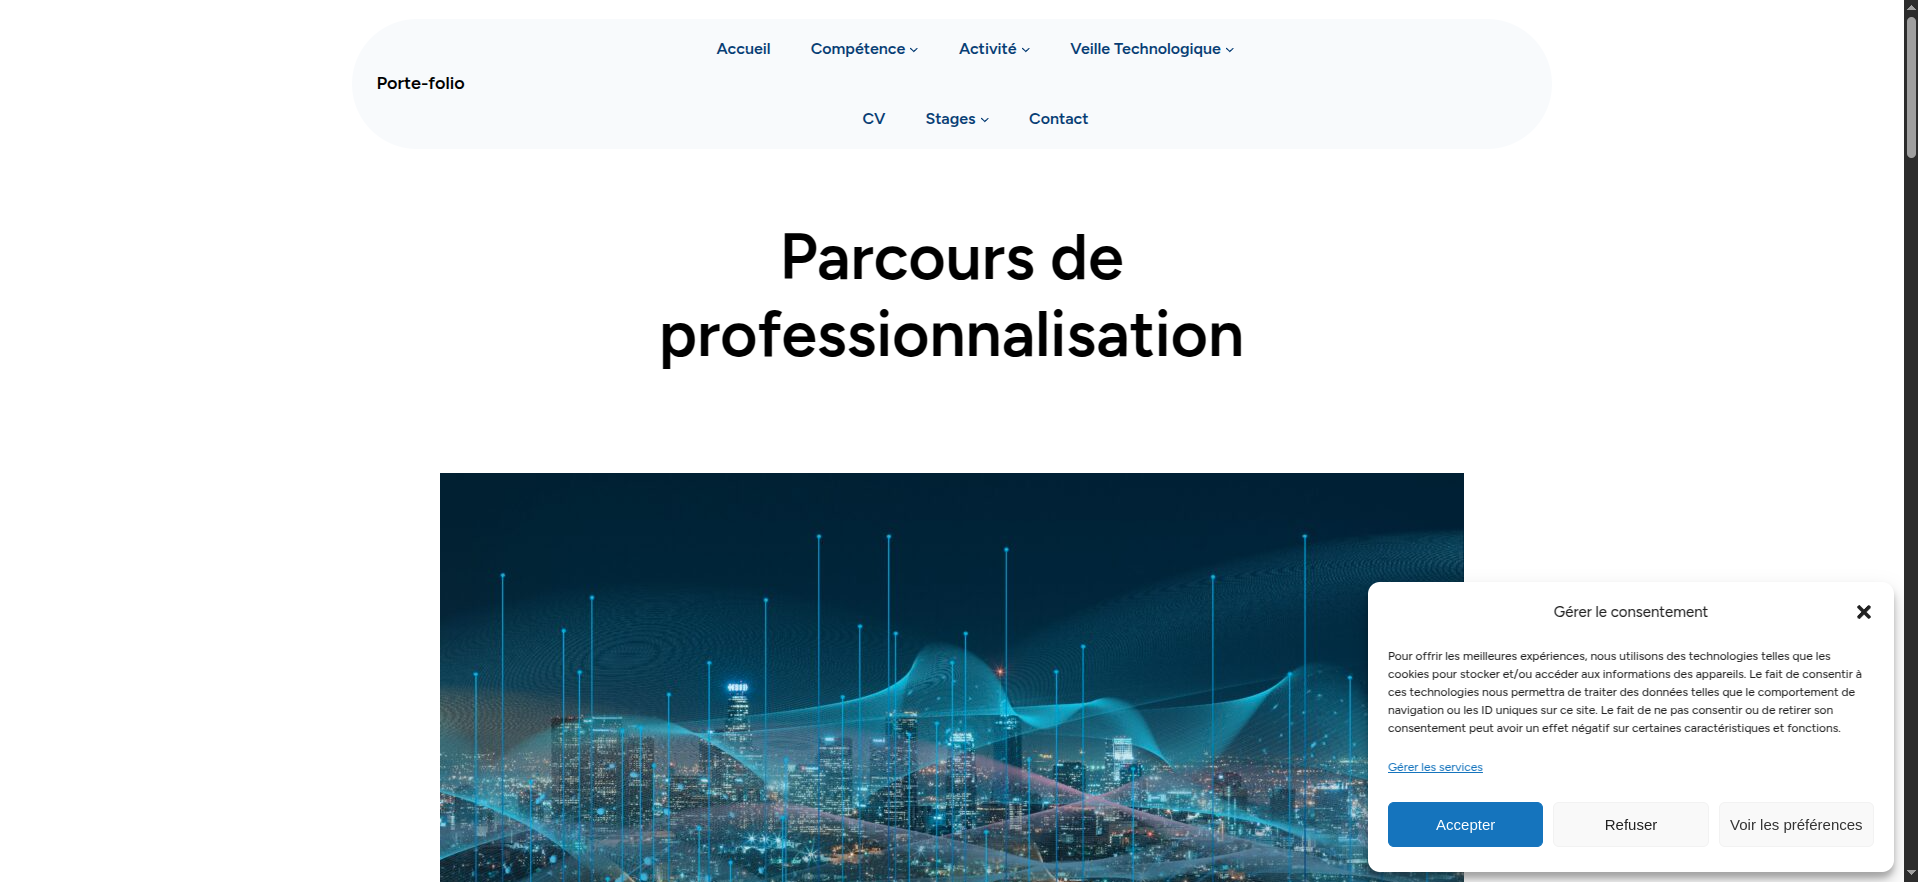 Accueil Compétence Activité Veille Technologique
Porte-folio
CV Stages Contact
Parcours de
professionnalisation
Gérer le consentement
Pour offrir les meilleures expériences, nous utilisons des technologies telles que les
cookies pour stocker et/ou accéder aux informations des appareils. Le fait de consentir à
ces technologies nous permettra de traiter des données telles que le comportement de
navigation ou les ID uniques sur ce site. Le fait de ne pas consentir ou de retirer son
consentement peut avoir un effet négatif sur certaines caractéristiques et fonctions.
Gérer les services
Accepter Refuser Voir les préférences